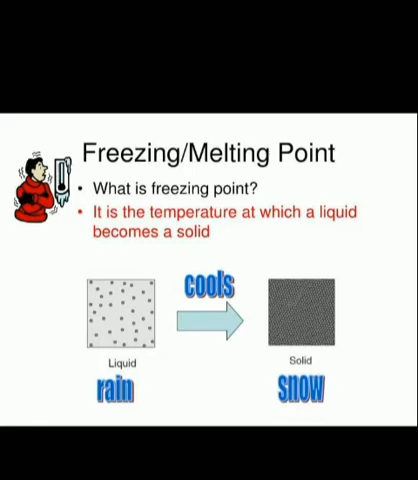 Freezing/Melting Point
• What is freezing point?
• It is the temperature at which a liquid
becomes a solid
cools
Liquid
Solid
rain
snow